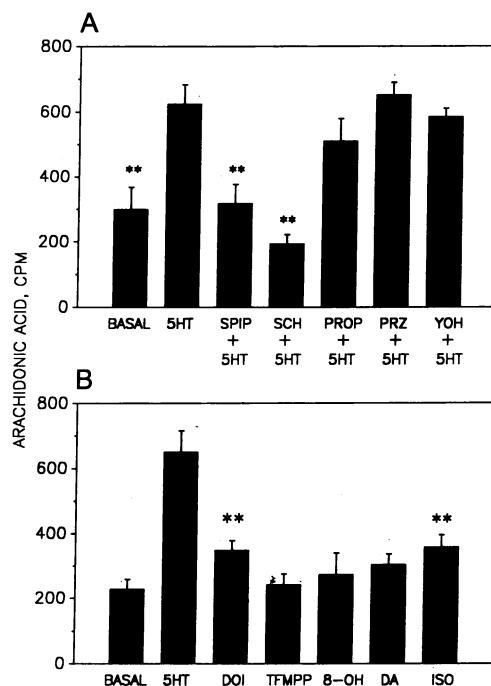 A
800
600
400
200
0
** ** **
BASAL 5HT SPIP SCH PROP PRZ YOH
+ + + + +
5HT 5HT 5HT 5HT 5HT
ARACHIDONIC ACID, CPM
B
800
600
400
200
0
** **
BASAL 5HT DOI TFMPP 8-OH DA ISO